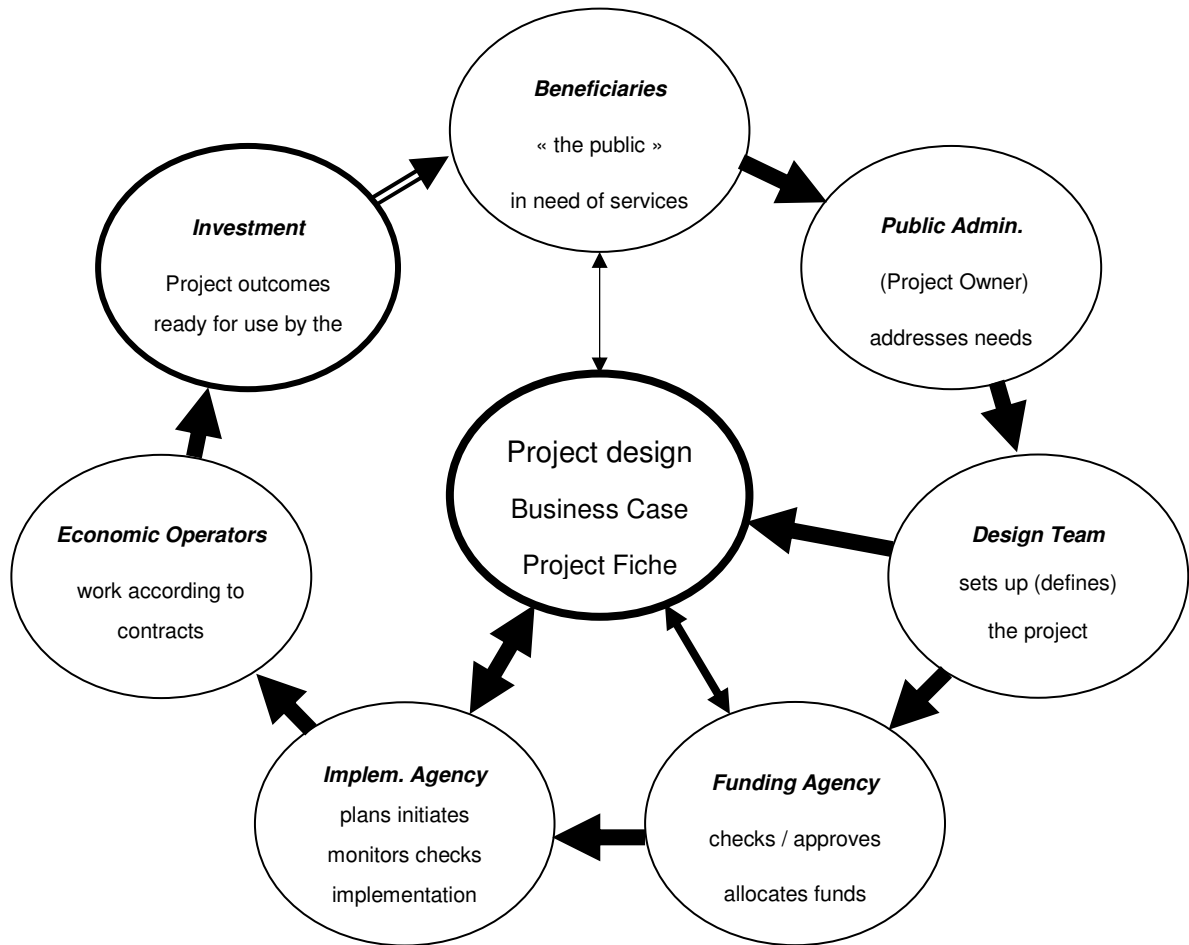 Beneficiaries
« the public »
in need of services
Public Admin.
(Project Owner)
addresses needs
Design Team
sets up (defines)
the project
Funding Agency
checks / approves
allocates funds
Implem. Agency
plans initiates
monitors checks
implementation
Economic Operators
work according to
contracts
Investment
Project outcomes
ready for use by the
Project design
Business Case
Project Fiche